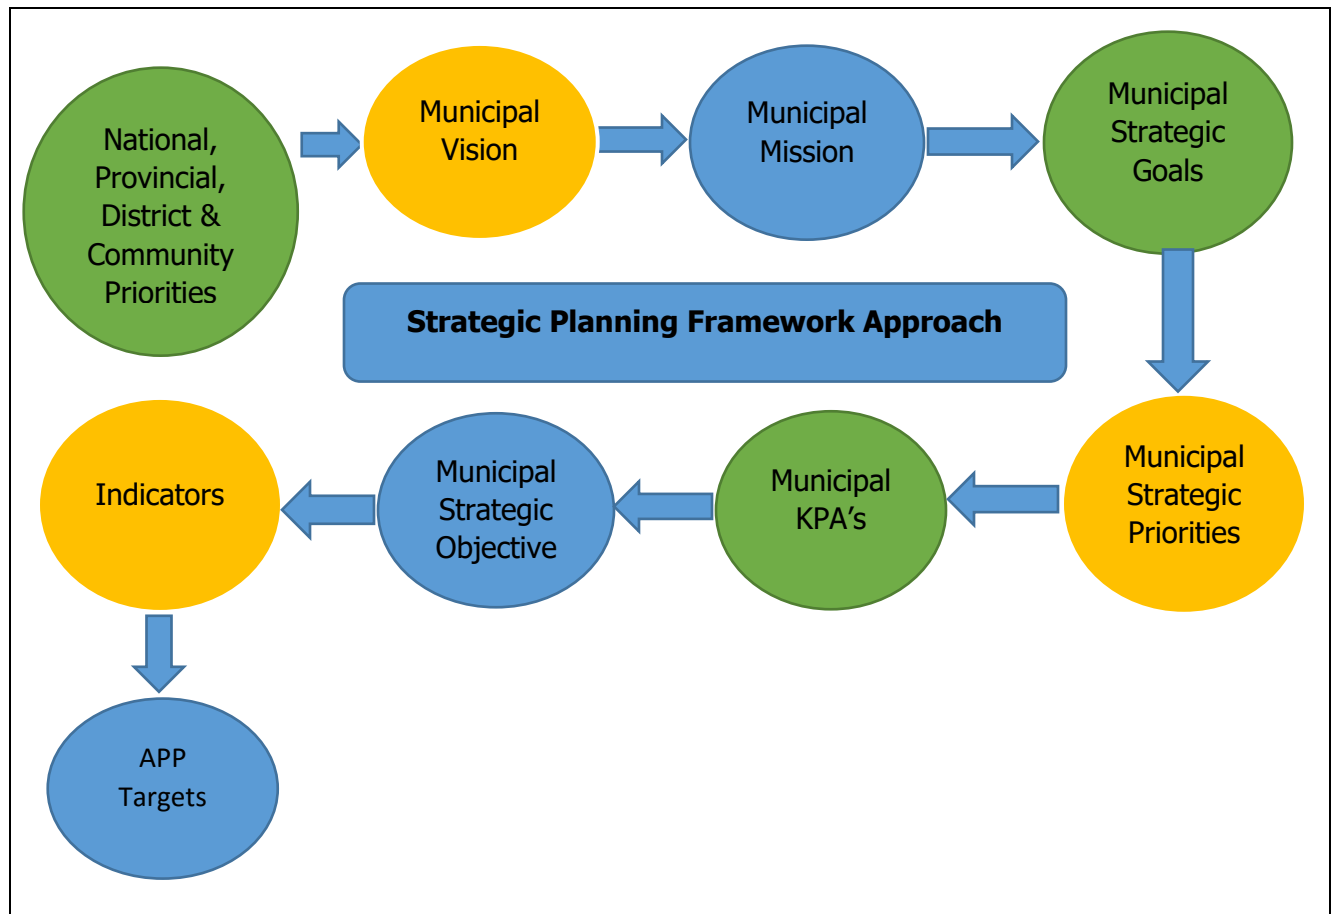 National,
Provincial,
District &
Community
Priorities
Municipal
Vision
Municipal
Mission
Municipal
Strategic
Goals
Strategic Planning Framework Approach
Municipal
Strategic
Priorities
Municipal
KPA’s
Municipal
Strategic
Objective
Indicators
APP
Targets